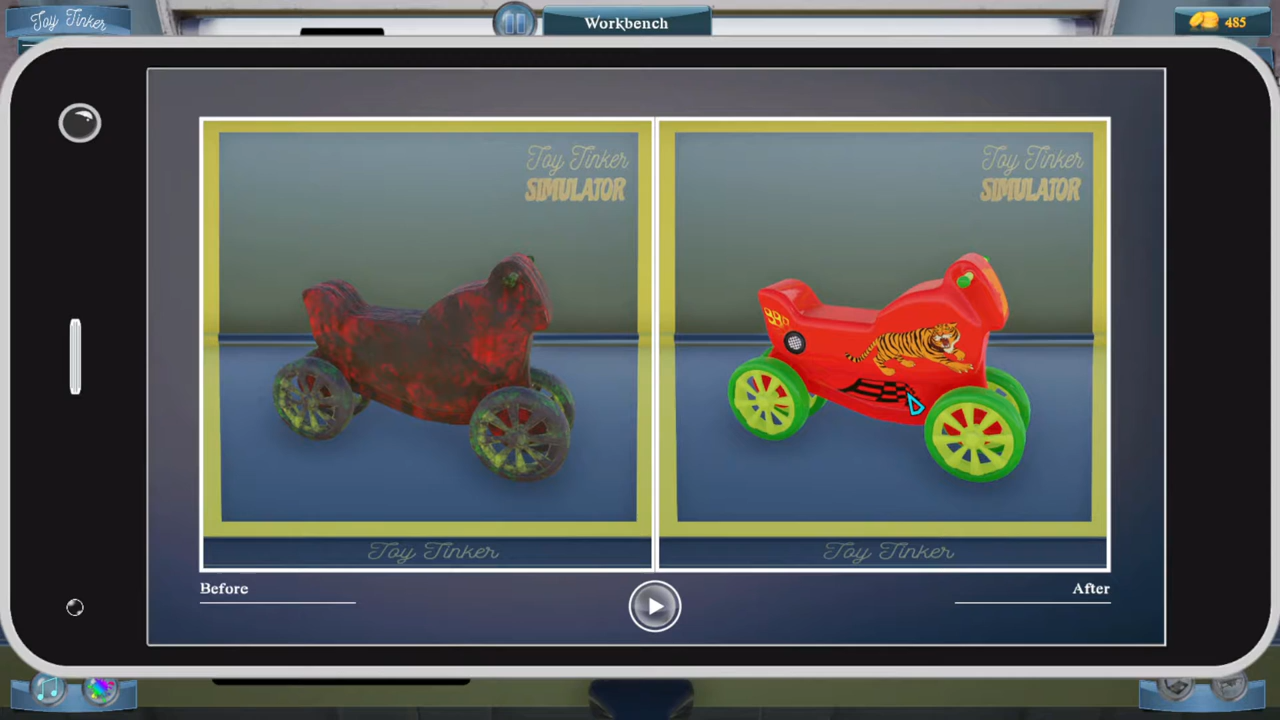 Toy Tinker
Workbench
485
Toy Tinker
SIMULATOR
Toy Tinker
SIMULATOR
Toy Tinker
Toy Tinker
Before
After